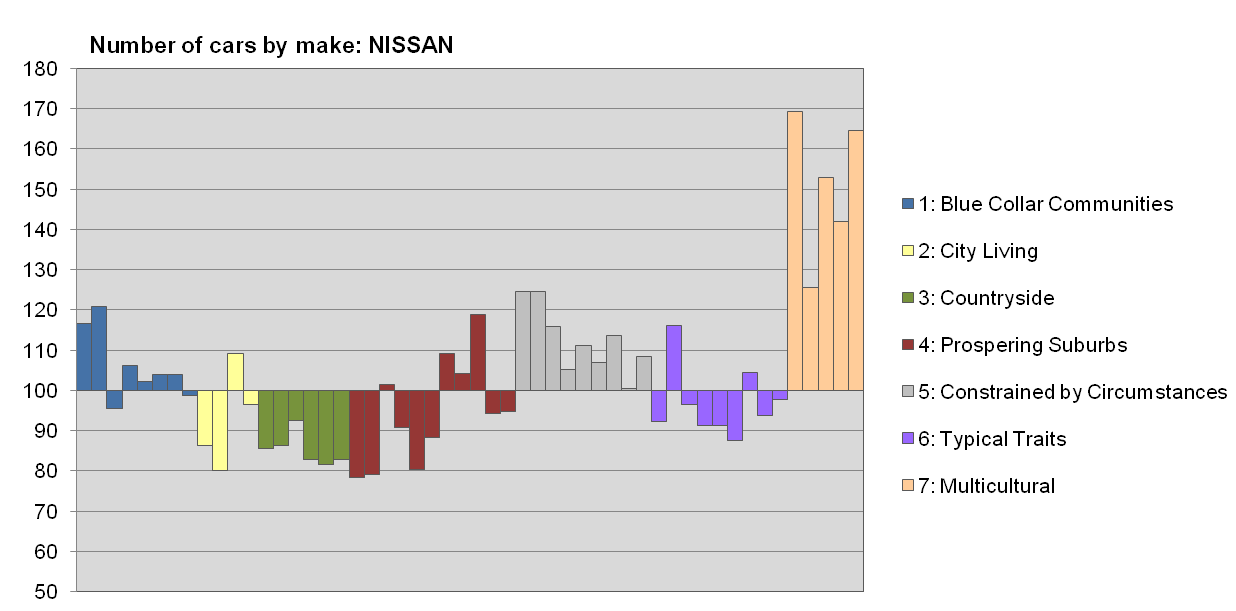 Number of cars by make: NISSAN
180
170
160
150
140
130
120
110
100
90
80
70
60
50
1: Blue Collar Communities
2: City Living
3: Countryside
4: Prospering Suburbs
5: Constrained by Circumstances
6: Typical Traits
7: Multicultural